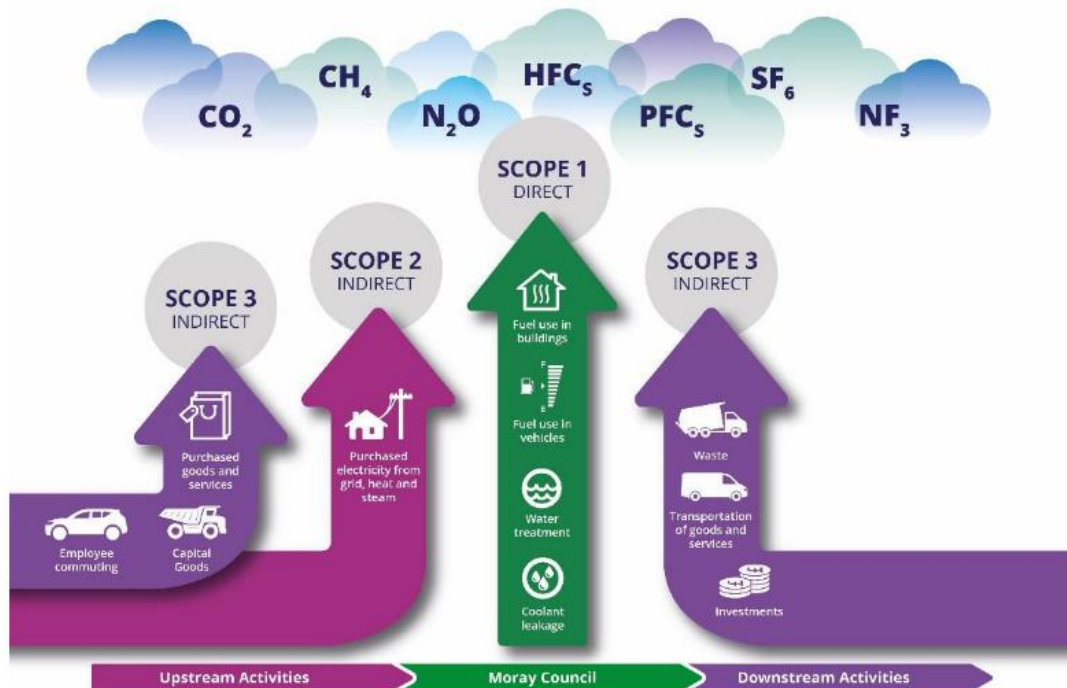 CO₂
CH₄
N₂O
HFCₛ
PFCₛ
SF₆
NF₃
SCOPE 3
INDIRECT
Purchased
goods and
services
Employee
commuting
Capital
Goods
SCOPE 2
INDIRECT
Purchased
electricity from
grid, heat and
steam
SCOPE 1
DIRECT
Fuel use in
buildings
F
E
Fuel use in
vehicles
Water
treatment
Coolant
leakage
SCOPE 3
INDIRECT
Waste
Transportation
of goods and
services
Investments
Upstream Activities
Moray Council
Downstream Activities